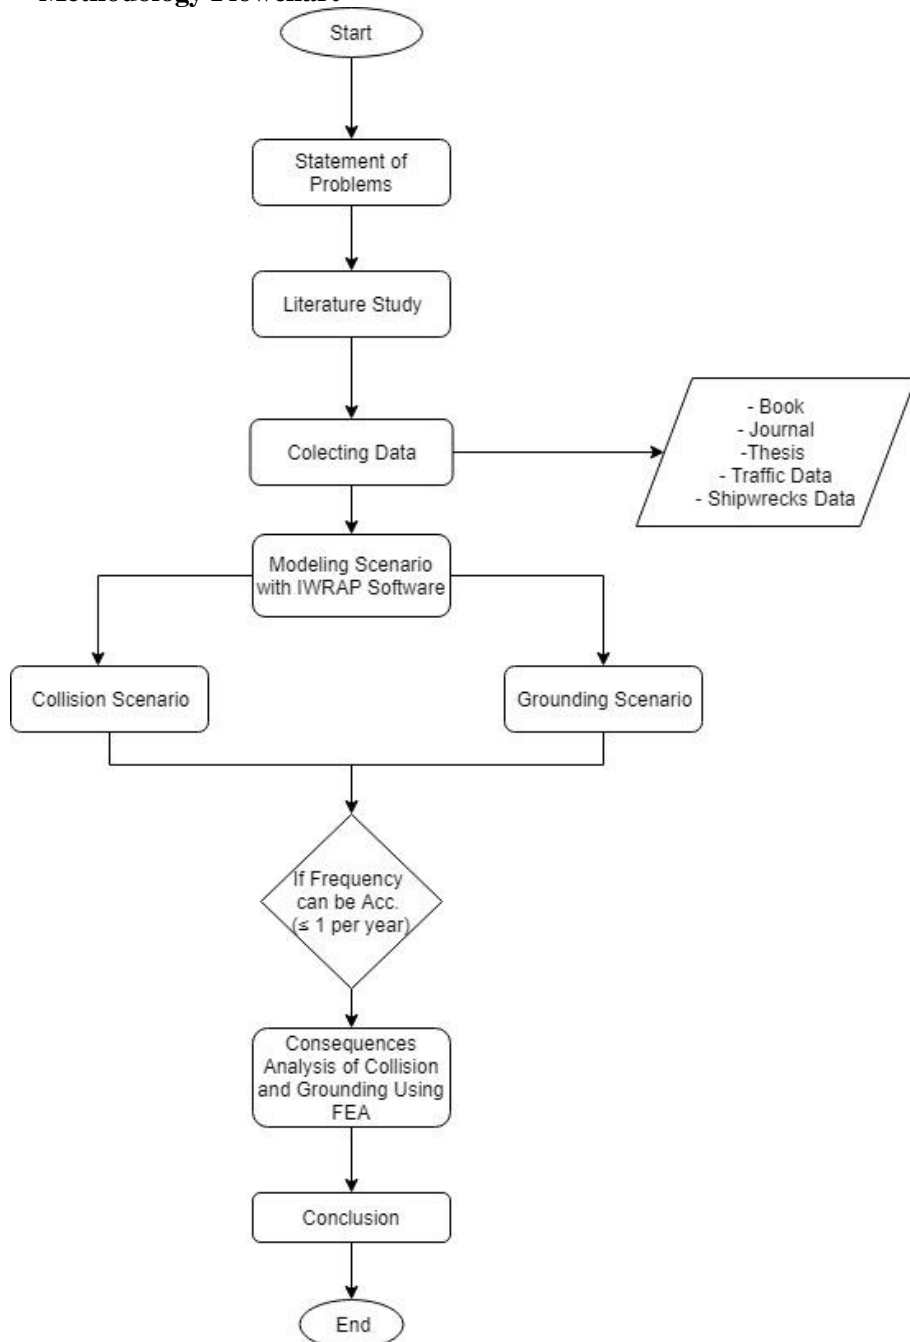 Methodology Flowchart
Start
Statement of
Problems
Literature Study
Colecting Data
- Book
- Journal
-Thesis
- Traffic Data
- Shipwrecks Data
Modeling Scenario
with IWRAP Software
Collision Scenario
Grounding Scenario
If Frequency
can be Acc.
(≤ 1 per year)
Consequences
Analysis of Collision
and Grounding Using
FEA
Conclusion
End